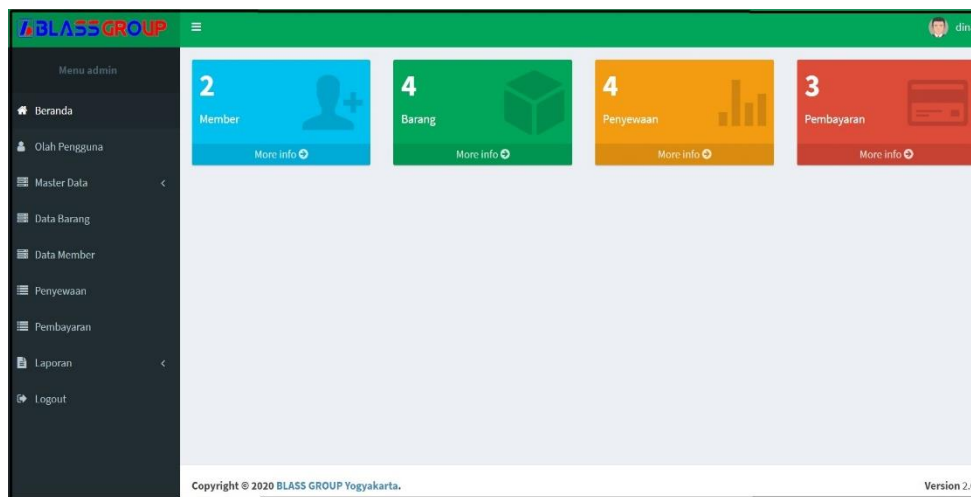 BLASS GROUP
Menu admin
Beranda
Olah Pengguna
Master Data
Data Barang
Data Member
Penyewaan
Pembayaran
Laporan
Logout
2
Member
More info
4
Barang
More info
4
Penyewaan
More info
3
Pembayaran
More info
Copyright © 2020 BLASS GROUP Yogyakarta.
Version 2.